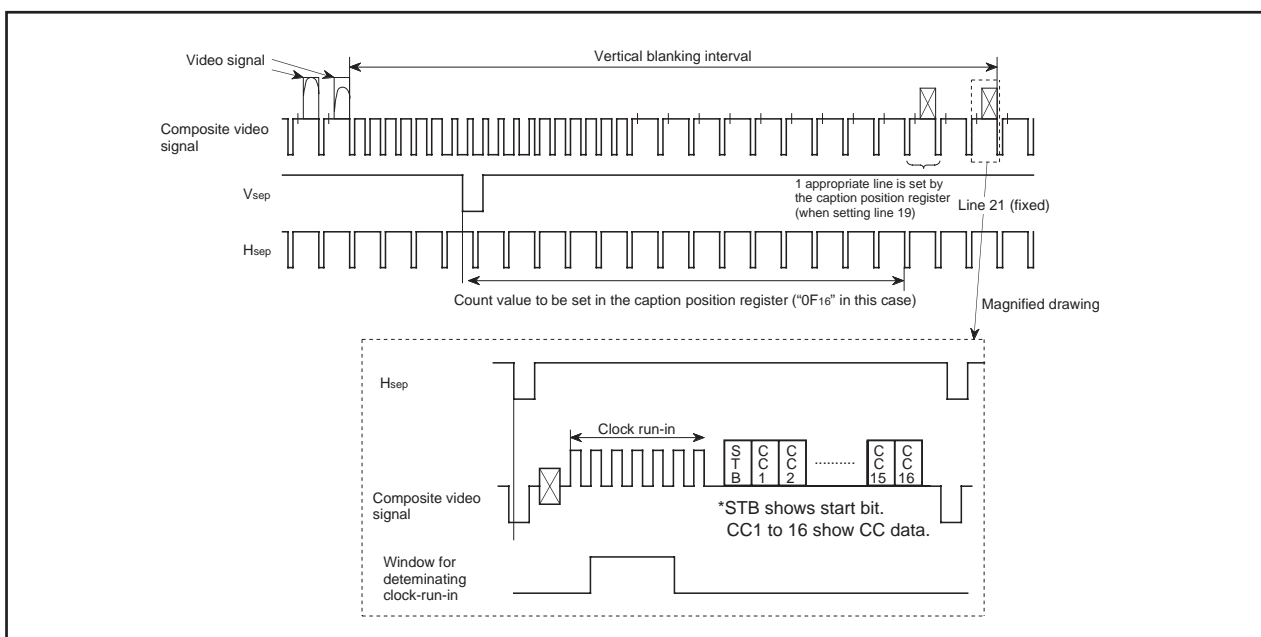 Video signal
Vertical blanking interval
Composite video
signal
Vsep
1 appropriate line is set by
the caption position register
(when setting line 19)
Line 21 (fixed)
Hsep
Count value to be set in the caption position register (“0F16” in this case)
Magnified drawing
Hsep
Clock run-in
S
T
B
C
C
1
C
C
2
..........
C
C
15
C
C
16
Composite video
signal
*STB shows start bit.
CC1 to 16 show CC data.
Window for
deteminating
clock-run-in